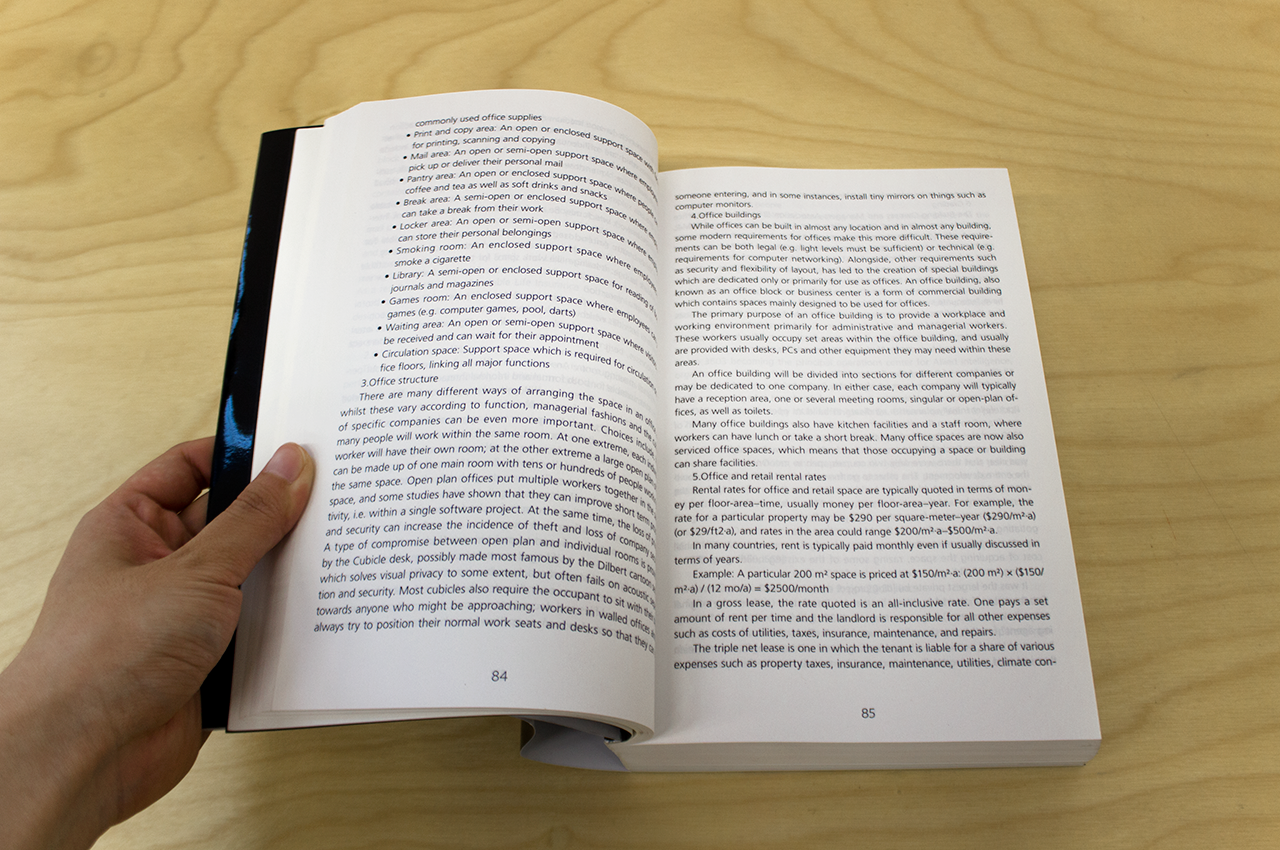 commonly used office supplies
• Print and copy area: An open or enclosed support space with
for printing, scanning and copying
• Mail area: An open or semi-open support space where employ
pick up or deliver their personal mail
• Pantry area: An open or enclosed support space where people
coffee and tea as well as soft drinks and snacks
• Break area: A semi-open or enclosed support space where
can take a break from their work
• Locker area: An open or semi-open support space where
can store their personal belongings
• Smoking room: An enclosed support space where employ
smoke a cigarette
• Library: A semi-open or enclosed support space for reading of
journals and magazines
• Games room: An enclosed support space where employees
games (e.g. computer games, pool, darts)
• Waiting area: An open or semi-open support space where
be received and can wait for their appointment
• Circulation space: Support space which is required for circulation
fice floors, linking all major functions
3.Office structure
There are many different ways of arranging the space in an
whilst these vary according to function, managerial fashions and the
of specific companies can be even more important. Choices include
many people will work within the same room. At one extreme, each
worker will have their own room; at the other extreme a large open
can be made up of one main room with tens or hundreds of people
the same space. Open plan offices put multiple workers together in the
space, and some studies have shown that they can improve short term
tivity, i.e. within a single software project. At the same time, the loss of
and security can increase the incidence of theft and loss of company
A type of compromise between open plan and individual rooms is
by the Cubicle desk, possibly made most famous by the Dilbert cartoon
which solves visual privacy to some extent, but often fails on acoustic
tion and security. Most cubicles also require the occupant to sit with
towards anyone who might be approaching; workers in walled offices
always try to position their normal work seats and desks so that they
84
someone entering, and in some instances, install tiny mirrors on things such as
computer monitors.
4.Office buildings
While offices can be built in almost any location and in almost any building,
some modern requirements for offices make this more difficult. These require-
ments can be both legal (e.g. light levels must be sufficient) or technical (e.g.
requirements for computer networking). Alongside, other requirements such
as security and flexibility of layout, has led to the creation of special buildings
which are dedicated only or primarily for use as offices. An office building, also
known as an office block or business center is a form of commercial building
which contains spaces mainly designed to be used for offices.
The primary purpose of an office building is to provide a workplace and
working environment primarily for administrative and managerial workers.
These workers usually occupy set areas within the office building, and usually
are provided with desks, PCs and other equipment they may need within these
areas.
An office building will be divided into sections for different companies or
may be dedicated to one company. In either case, each company will typically
have a reception area, one or several meeting rooms, singular or open-plan of-
fices, as well as toilets.
Many office buildings also have kitchen facilities and a staff room, where
workers can have lunch or take a short break. Many office spaces are now also
serviced office spaces, which means that those occupying a space or building
can share facilities.
5.Office and retail rental rates
Rental rates for office and retail space are typically quoted in terms of mon-
ey per floor-area–time, usually money per floor-area–year. For example, the
rate for a particular property may be $290 per square-meter–year ($290/m²·a)
(or $29/ft2·a), and rates in the area could range $200/m²·a–$500/m²·a.
In many countries, rent is typically paid monthly even if usually discussed in
terms of years.
Example: A particular 200 m² space is priced at $150/m²·a: (200 m²) × ($150/
m²·a) / (12 mo/a) = $2500/month
In a gross lease, the rate quoted is an all-inclusive rate. One pays a set
amount of rent per time and the landlord is responsible for all other expenses
such as costs of utilities, taxes, insurance, maintenance, and repairs.
The triple net lease is one in which the tenant is liable for a share of various
expenses such as property taxes, insurance, maintenance, utilities, climate con-
85